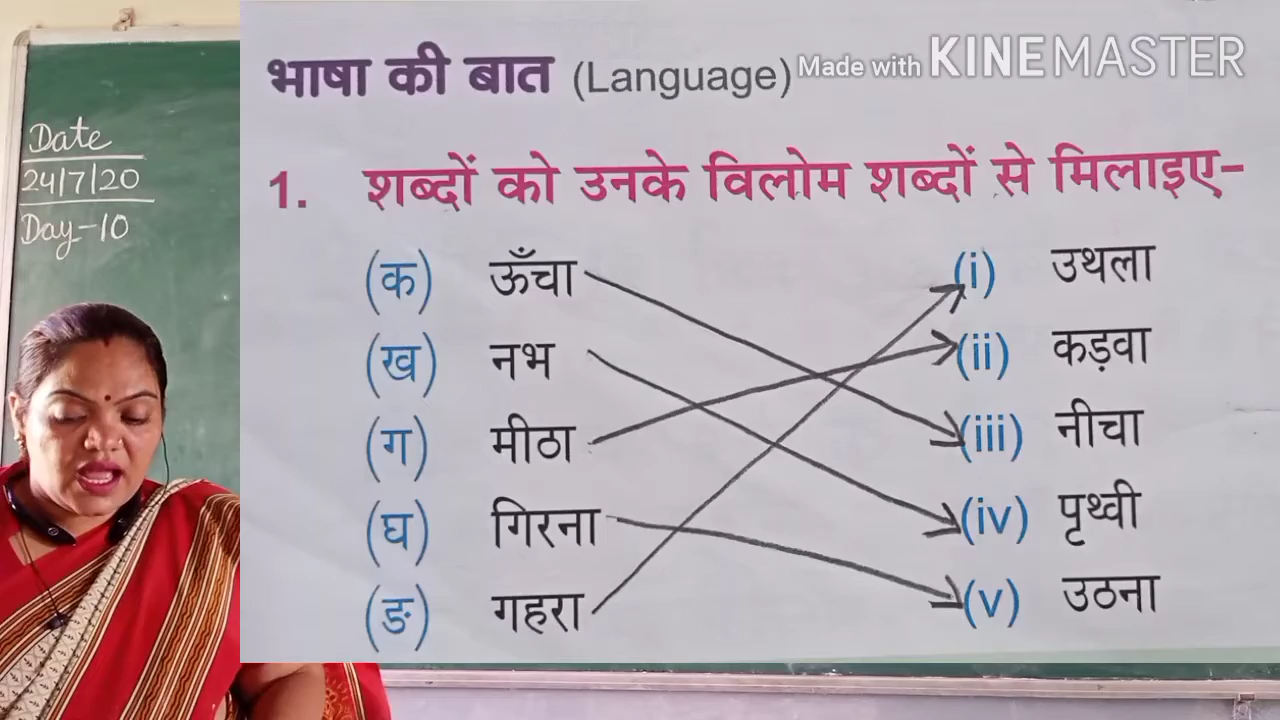 Date
24/7/20
Day-10
भाषा की बात (Language)
Made with KINEMASTER
1. शब्दों को उनके विलोम शब्दों से मिलाइए-
(क) ऊँचा (i) उथला
(ख) नभ (ii) कड़वा
(ग) मीठा (iii) नीचा
(घ) गिरना (iv) पृथ्वी
(ङ) गहरा (v) उठना